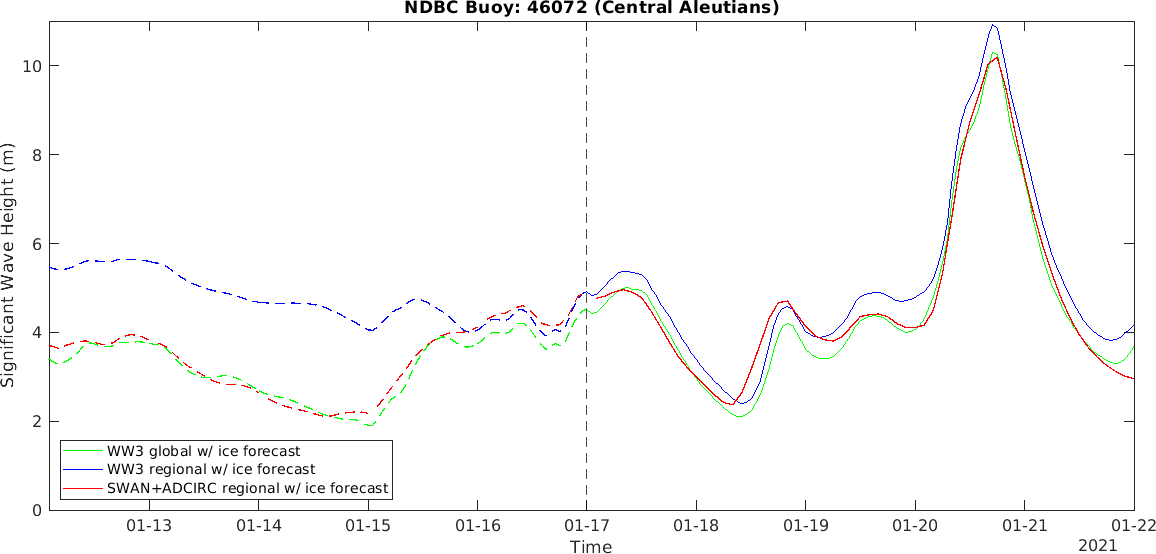 NDBC Buoy: 46072 (Central Aleutians)
Significant Wave Height (m)
10
8
6
4
2
0
WW3 global w/ ice forecast
WW3 regional w/ ice forecast
SWAN+ADCIRC regional w/ ice forecast
01-13 01-14 01-15 01-16 01-17 01-18 01-19 01-20 01-21 01-22
Time
2021